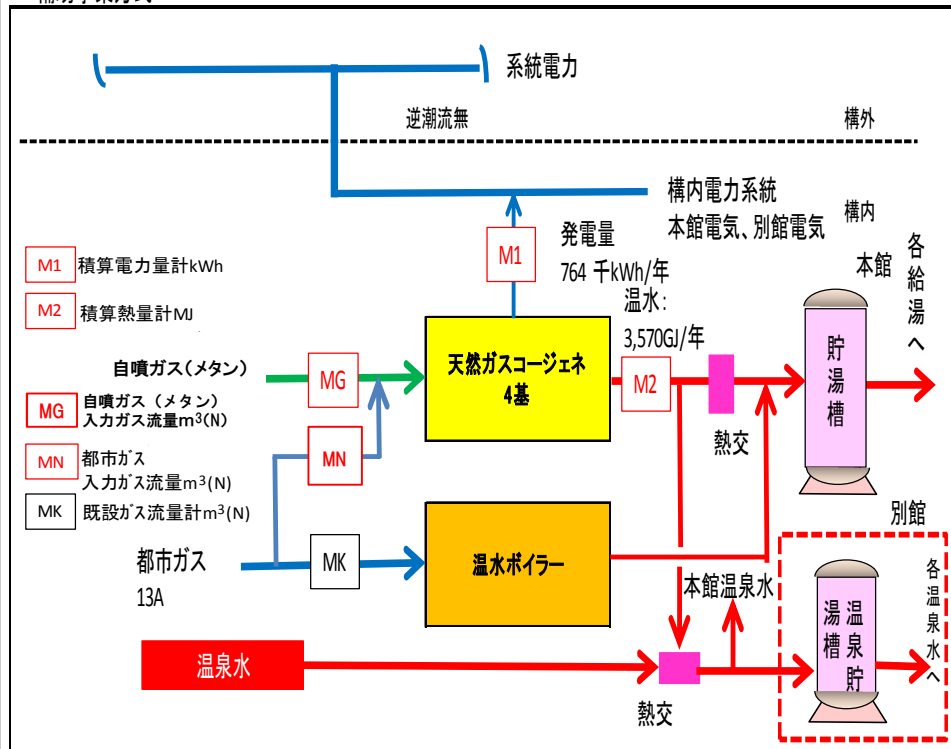 系統電力
逆潮流無
構外
構内電力系統
本館電気、別館電気
構内
M1
発電量
764 千kWh/年
M1
積算電力量計kWh
M2
積算熱量計MJ
温水:
3,570GJ/年
本館
各給湯へ
自噴ガス(メタン)
MG
天然ガスコージェネ
4基
M2
熱交
貯湯槽
MG
自噴ガス (メタン)
入力ガス流量m³(N)
MN
MN
都市ガス
入力ガス流量m³(N)
MK
既設ガス流量計m³(N)
別館
都市ガス
13A
MK
温水ボイラー
本館温泉水
温泉貯湯槽
各温泉水へ
温泉水
熱交